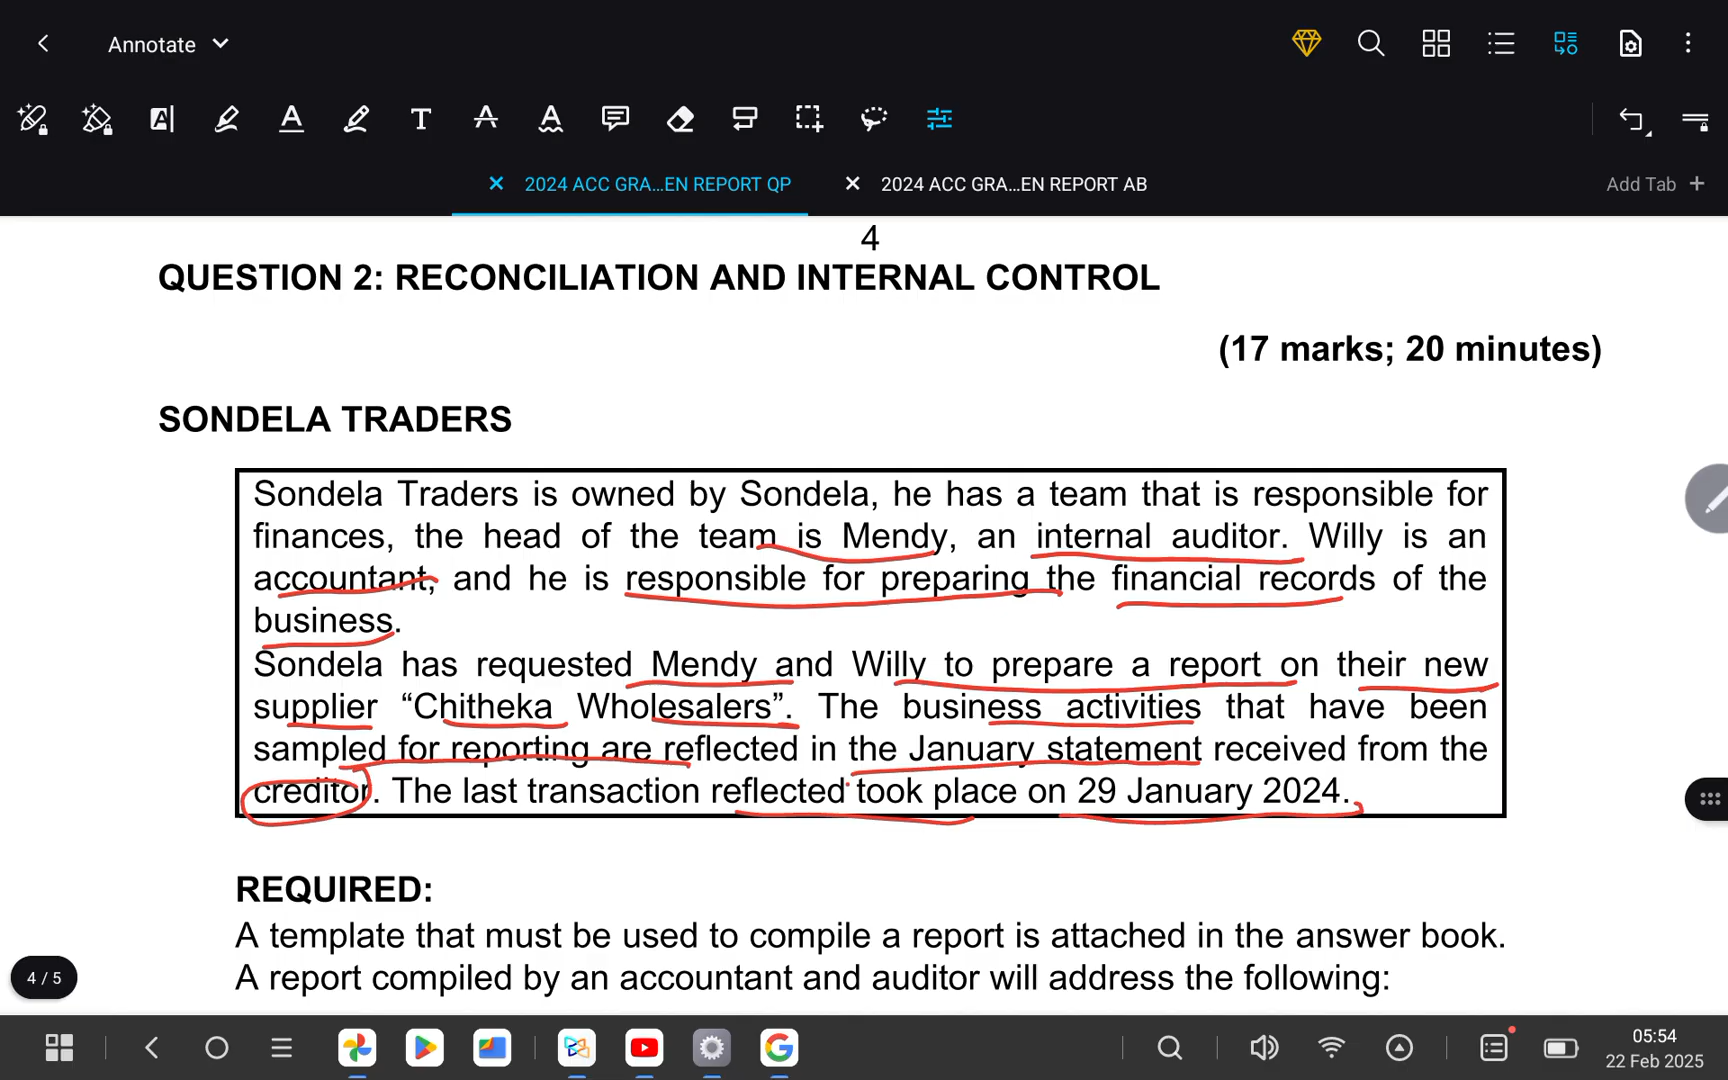 Annotate
A
A
T
A
A
2024 ACC GRA...EN REPORT QP
2024 ACC GRA...EN REPORT AB
Add Tab
4
QUESTION 2: RECONCILIATION AND INTERNAL CONTROL
(17 marks; 20 minutes)
SONDELA TRADERS
Sondela Traders is owned by Sondela, he has a team that is responsible for
finances, the head of the team is Mendy, an internal auditor. Willy is an
accountant, and he is responsible for preparing the financial records of the
business.
Sondela has requested Mendy and Willy to prepare a report on their new
supplier “Chitheka Wholesalers”. The business activities that have been
sampled for reporting are reflected in the January statement received from the
creditor. The last transaction reflected took place on 29 January 2024.
REQUIRED:
A template that must be used to compile a report is attached in the answer book.
A report compiled by an accountant and auditor will address the following:
4 / 5
05:54
22 Feb 2025